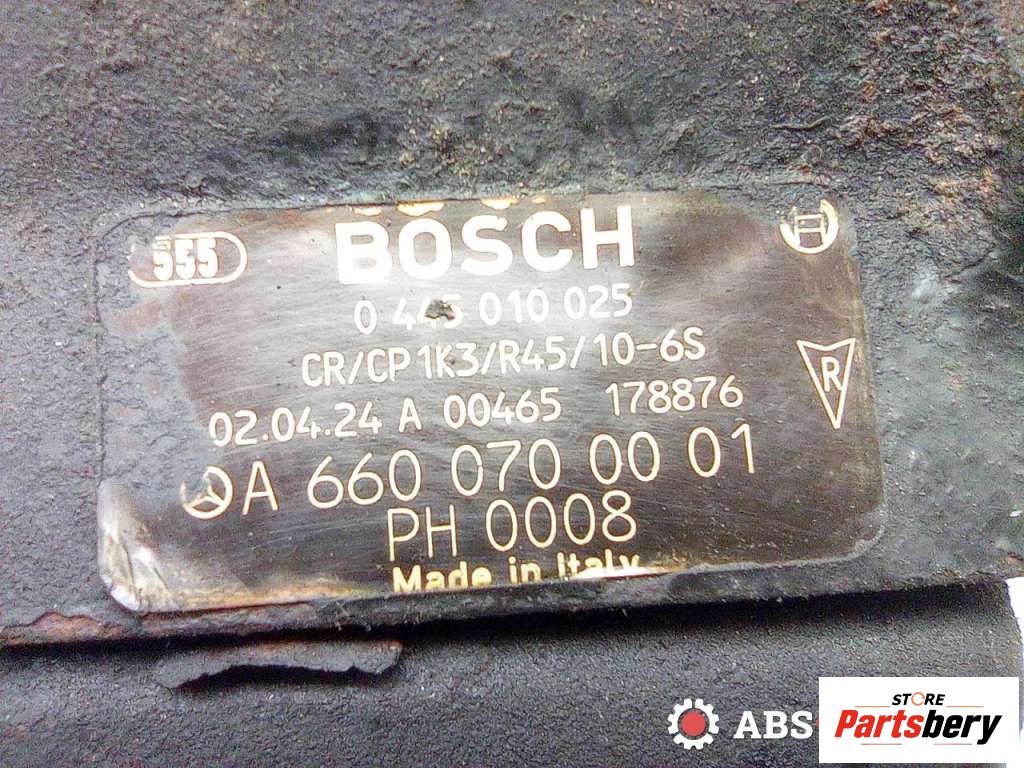 555
BOSCH
0 445 010 025
CR/CP1K3/R45/10-6S
R
02.04.24 A 00465 178876
A 660 070 00 01
PH 0008
Made in Italy
ABS
STORE
Partsbery